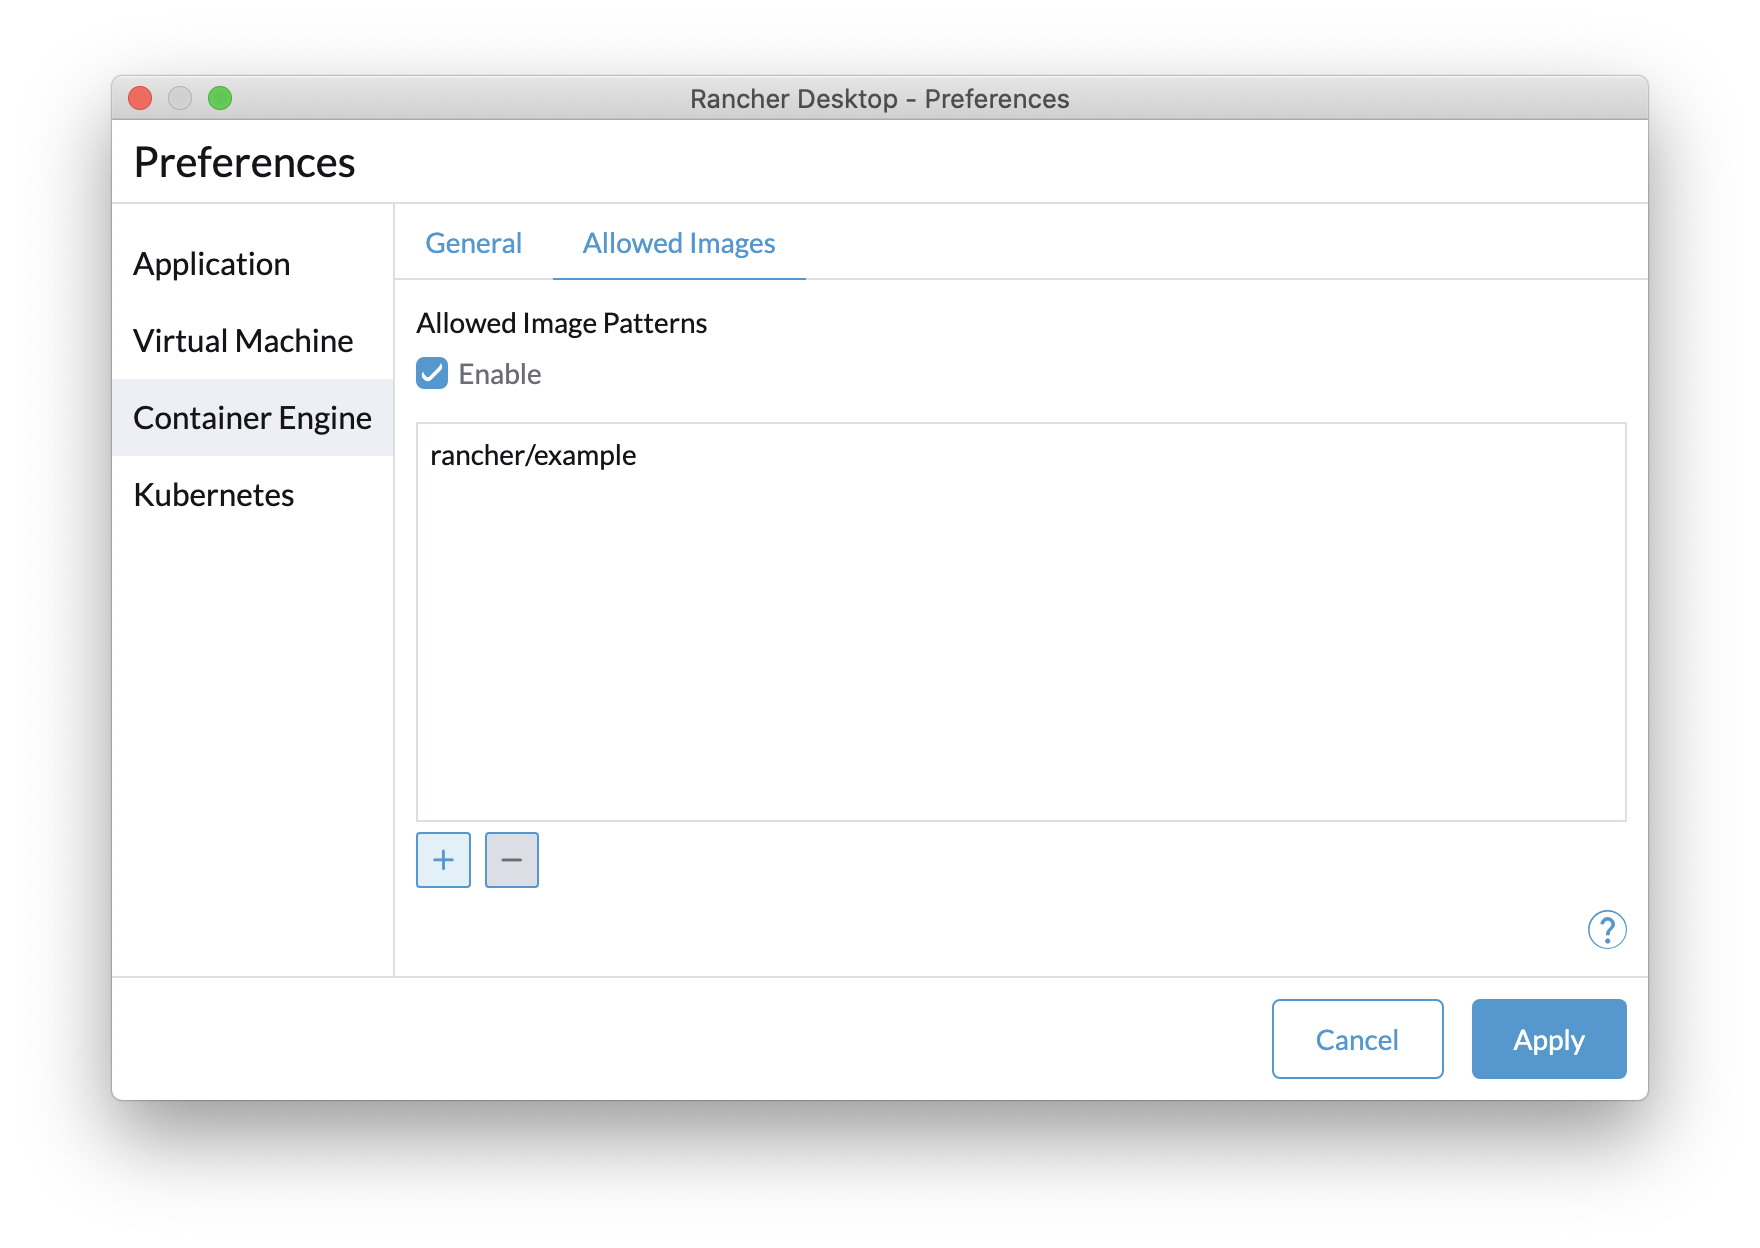 Rancher Desktop - Preferences
Preferences
Application
Virtual Machine
Container Engine
Kubernetes
General
Allowed Images
Allowed Image Patterns
Enable
rancher/example
+
−
?
Cancel
Apply